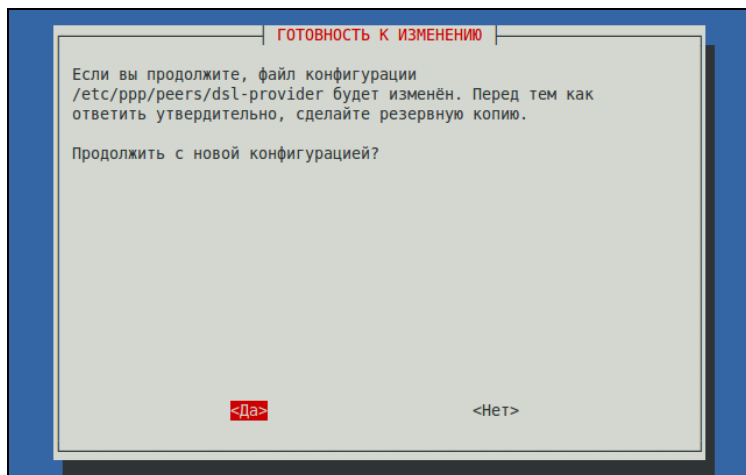 ГОТОВНОСТЬ К ИЗМЕНЕНИЮ
Если вы продолжите, файл конфигурации
/etc/ppp/peers/dsl-provider будет изменён. Перед тем как
ответить утвердительно, сделайте резервную копию.
Продолжить с новой конфигурацией?
<Да> <Нет>